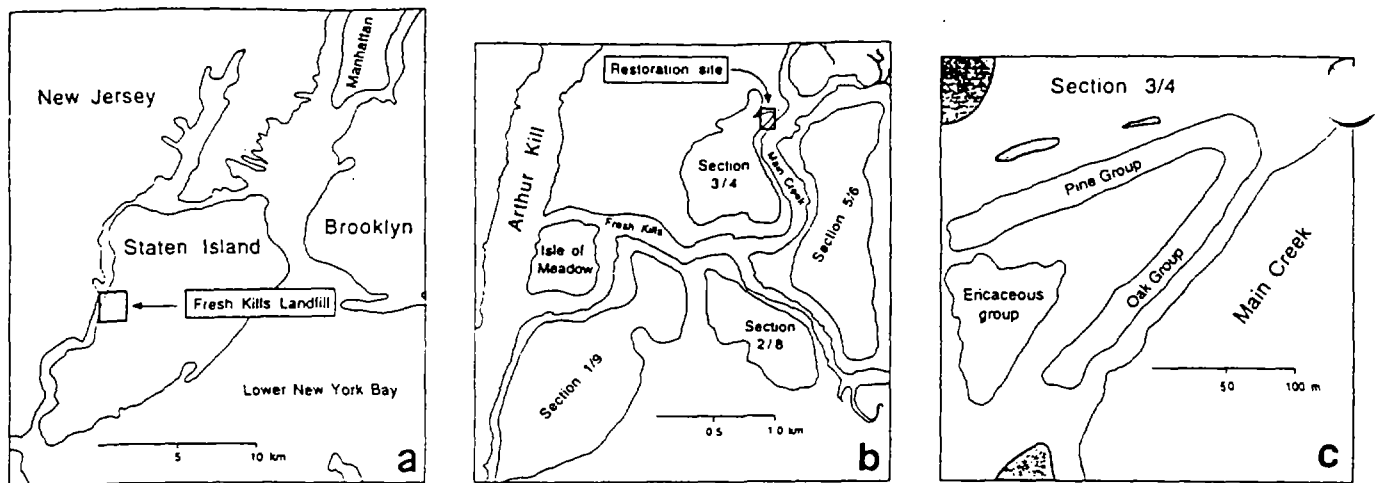 Manhattan
New Jersey
Staten Island
Brooklyn
Fresh Kills Landfill
Lower New York Bay
5 10 km
a
Restoration site
Arthur Kill
Section
3/4
Main Creek
Section 5/6
Fresh Kills
Isle of
Meadow
Section 1/9
Section
2/8
0.5 1.0 km
b
Section 3/4
Pine Group
Oak Group
Ericaceous
group
Main Creek
50 100 m
c